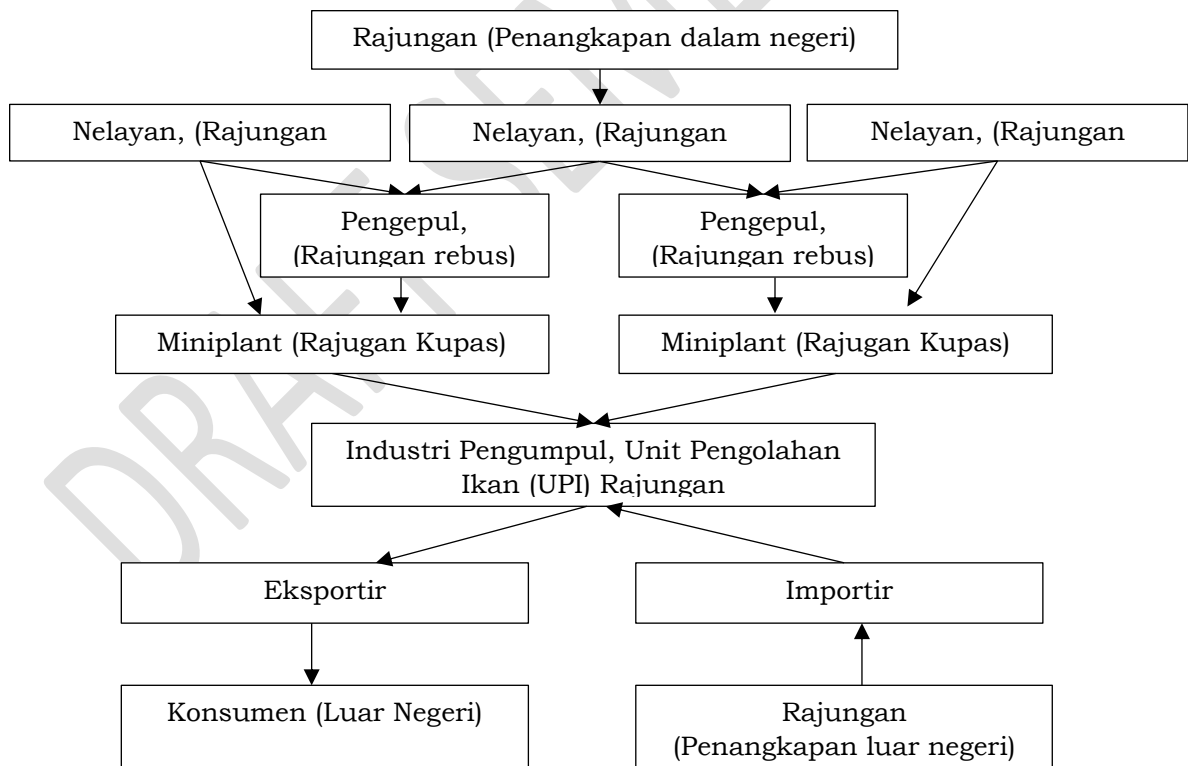 Rajungan (Penangkapan dalam negeri)
Nelayan, (Rajungan
Nelayan, (Rajungan
Nelayan, (Rajungan
Pengepul,
(Rajungan rebus)
Pengepul,
(Rajungan rebus)
Miniplant (Rajugan Kupas)
Miniplant (Rajugan Kupas)
Industri Pengumpul, Unit Pengolahan
Ikan (UPI) Rajungan
Eksportir
Importir
Konsumen (Luar Negeri)
Rajungan
(Penangkapan luar negeri)
DRAFT